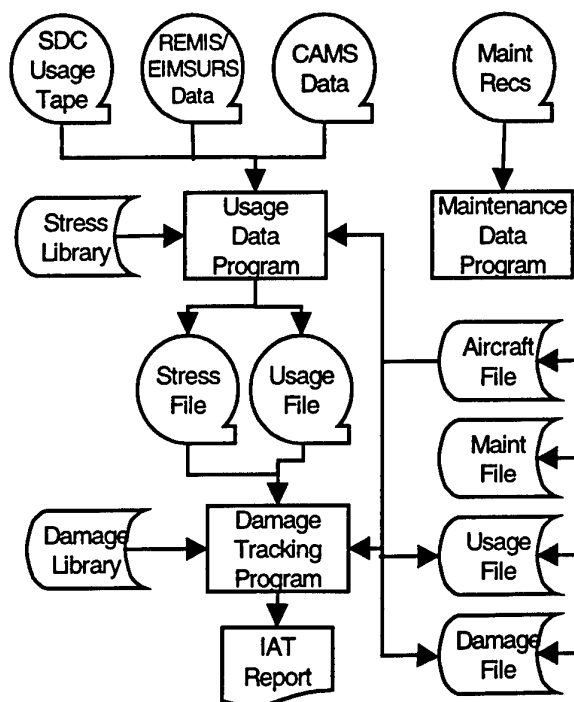 SDC
Usage
Tape
REMIS/
EIMSURS
Data
CAMS
Data
Maint
Recs
Stress
Library
Usage
Data
Program
Maintenance
Data
Program
Stress
File
Usage
File
Aircraft
File
Maint
File
Damage
Library
Damage
Tracking
Program
Usage
File
IAT
Report
Damage
File